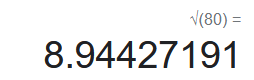 √(80) =
8.94427191